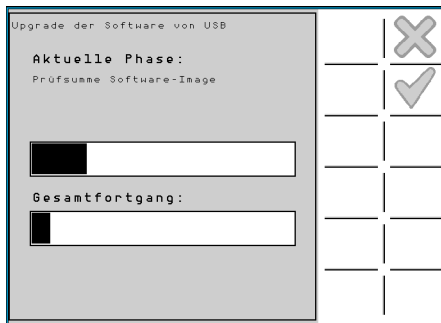 Upgrade der Software von USB
Aktuelle Phase:
Prüfsumme Software-Image
Gesamtfortgang: